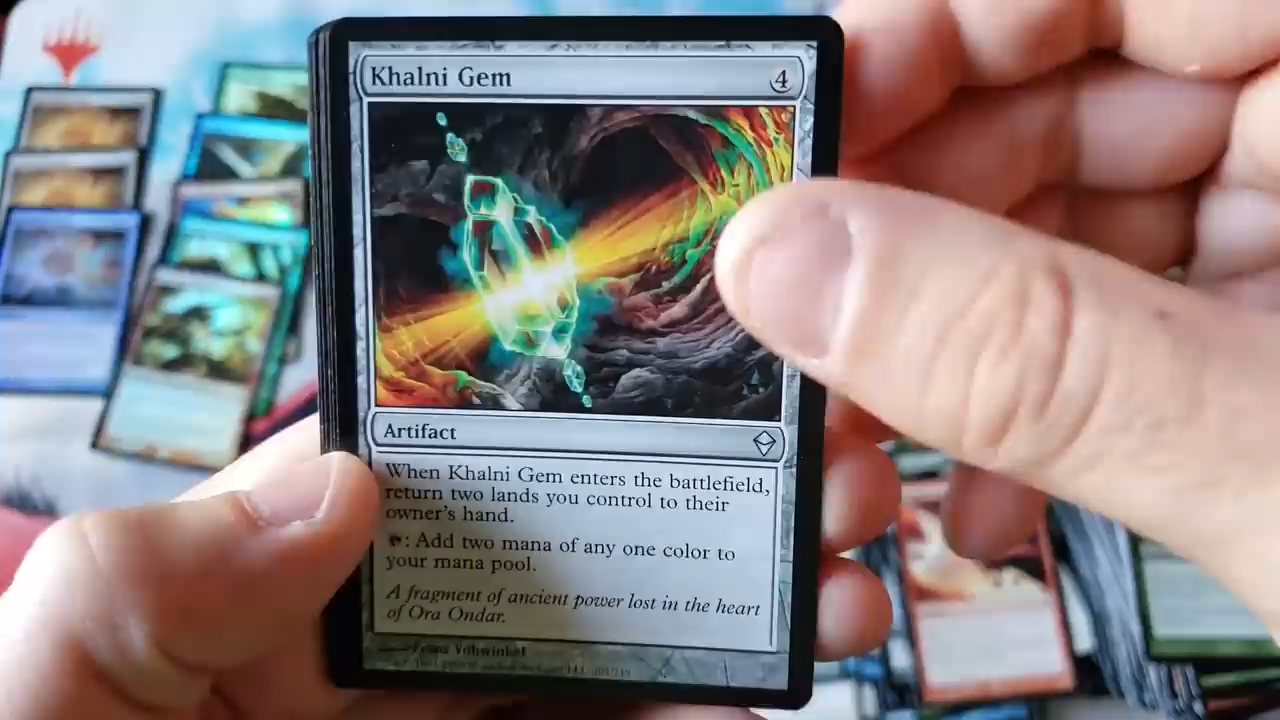 Khalni Gem
4
Artifact
When Khalni Gem enters the battlefield,
return two lands you control to their
owner's hand.
: Add two mana of any one color to
your mana pool.
A fragment of ancient power lost in the heart
of Ora Ondar.
Franz Vohwinkel